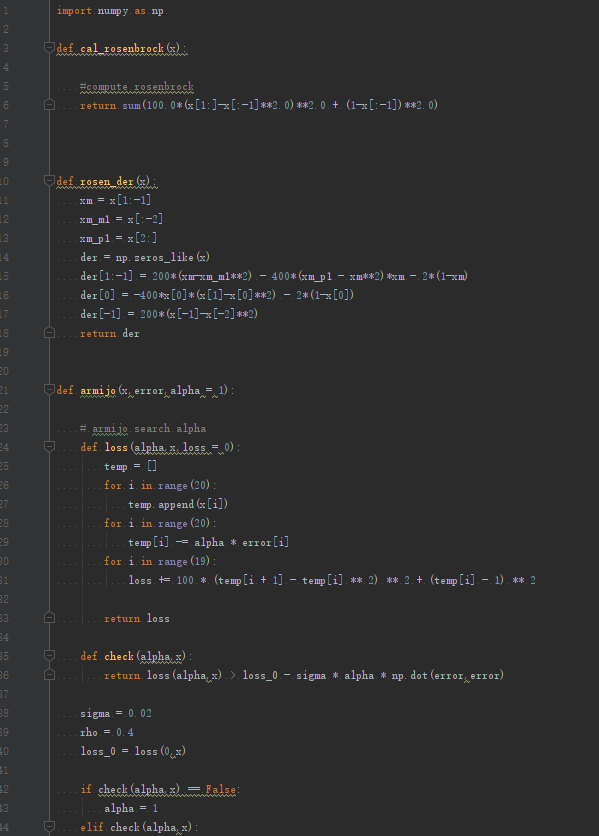 1 import numpy as np
2
3 def cal_rosenbrock(x):
4
5 #compute rosenbrock
6 return sum(100.0*(x[1:]-x[:-1]**2.0)**2.0 + (1-x[:-1])**2.0)
7
8
9
10 def rosen_der(x):
11 xm = x[1:-1]
12 xm_m1 = x[:-2]
13 xm_p1 = x[2:]
14 der = np.zeros_like(x)
15 der[1:-1] = 200*(xm-xm_m1**2) - 400*(xm_p1 - xm**2)*xm - 2*(1-xm)
16 der[0] = -400*x[0]*(x[1]-x[0]**2) - 2*(1-x[0])
17 der[-1] = 200*(x[-1]-x[-2]**2)
18 return der
19
20
21 def armijo(x,error,alpha = 1):
22
23 # armijo search alpha
24 def loss(alpha,x,loss = 0):
25 temp = []
26 for i in range(20):
27 temp.append(x[i])
28 for i in range(20):
29 temp[i] -= alpha * error[i]
30 for i in range(19):
31 loss += 100 * (temp[i + 1] - temp[i] ** 2) ** 2 + (temp[i] - 1) ** 2
32
33 return loss
34
35 def check(alpha,x):
36 return loss(alpha,x) > loss_0 - sigma * alpha * np.dot(error,error)
37
38 sigma = 0.02
39 rho = 0.4
40 loss_0 = loss(0,x)
41
42 if check(alpha,x) == False:
43 alpha = 1
44 elif check(alpha,x):